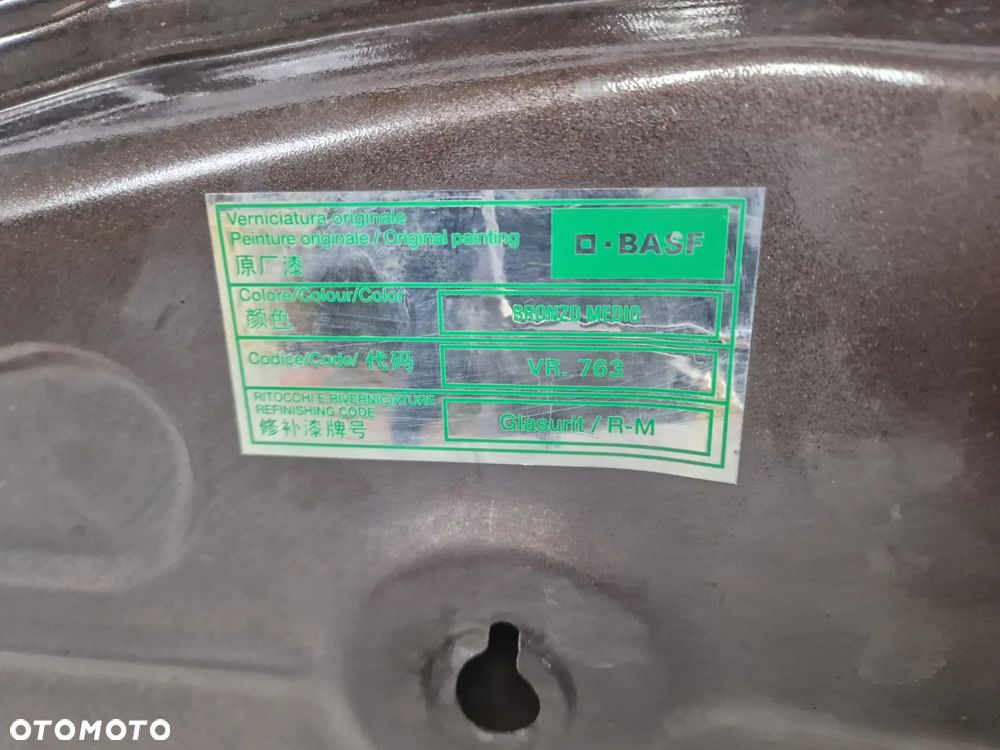 Verniciatura originale
Peinture originale / Original painting
原厂漆
BASF
Colore/Colour/Color
颜色
BRONZO MEDIO
Codice/Code/ 代码
VR. 763
RITOCCHI E RIVERNICIATURE
REFINISHING CODE
修补漆牌号
Glasurit / R-M
OTOMOTO